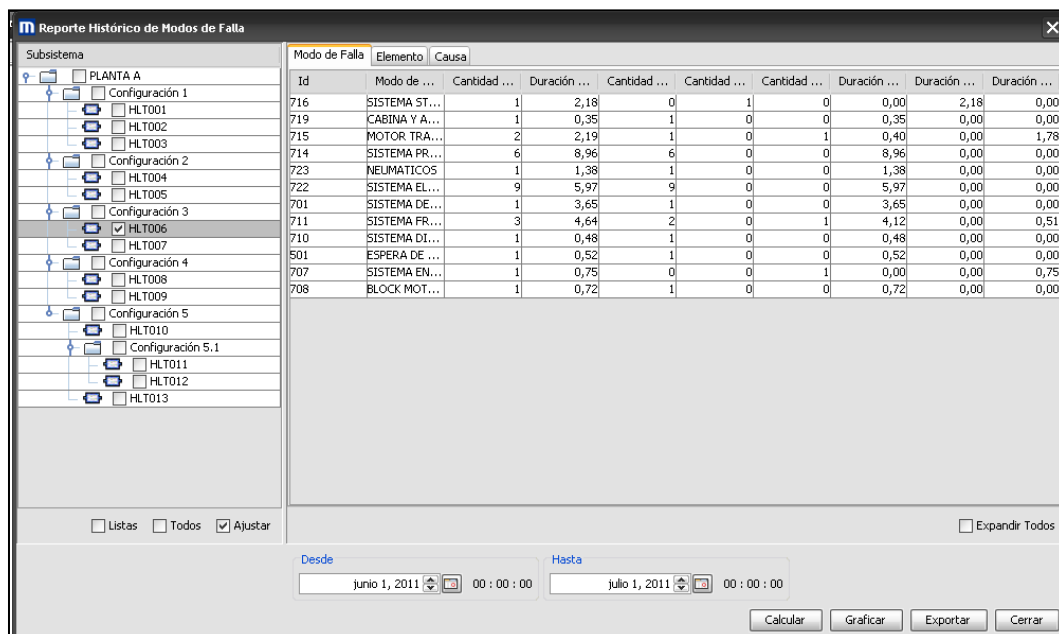 m Reporte Histórico de Modos de Falla
Subsistema
PLANTA A
Configuración 1
HLT001
HLT002
HLT003
Configuración 2
HLT004
HLT005
Configuración 3
HLT006
HLT007
Configuración 4
HLT008
HLT009
Configuración 5
HLT010
Configuración 5.1
HLT011
HLT012
HLT013
Listas Todos Ajustar
Modo de Falla Elemento Causa
Id Modo de ... Cantidad ... Duración ... Cantidad ... Cantidad ... Cantidad ... Duración ... Duración ... Duración ...
716 SISTEMA ST... 1 2,18 0 1 0 0,00 2,18 0,00
719 CABINA Y A... 1 0,35 1 0 0 0,35 0,00 0,00
715 MOTOR TRA... 2 2,19 1 0 1 0,40 0,00 1,78
714 SISTEMA PR... 6 8,96 6 0 0 8,96 0,00 0,00
723 NEUMATICOS 1 1,38 1 0 0 1,38 0,00 0,00
722 SISTEMA EL... 9 5,97 9 0 0 5,97 0,00 0,00
701 SISTEMA DE... 1 3,65 1 0 0 3,65 0,00 0,00
711 SISTEMA FR... 3 4,64 2 0 1 4,12 0,00 0,51
710 SISTEMA DI... 1 0,48 1 0 0 0,48 0,00 0,00
501 ESPERA DE ... 1 0,52 1 0 0 0,52 0,00 0,00
707 SISTEMA EN... 1 0,75 0 0 1 0,00 0,00 0,75
708 BLOCK MOT... 1 0,72 1 0 0 0,72 0,00 0,00
Expandir Todos
Desde
junio 1, 2011 00 : 00 : 00
Hasta
julio 1, 2011 00 : 00 : 00
Calcular Graficar Exportar Cerrar